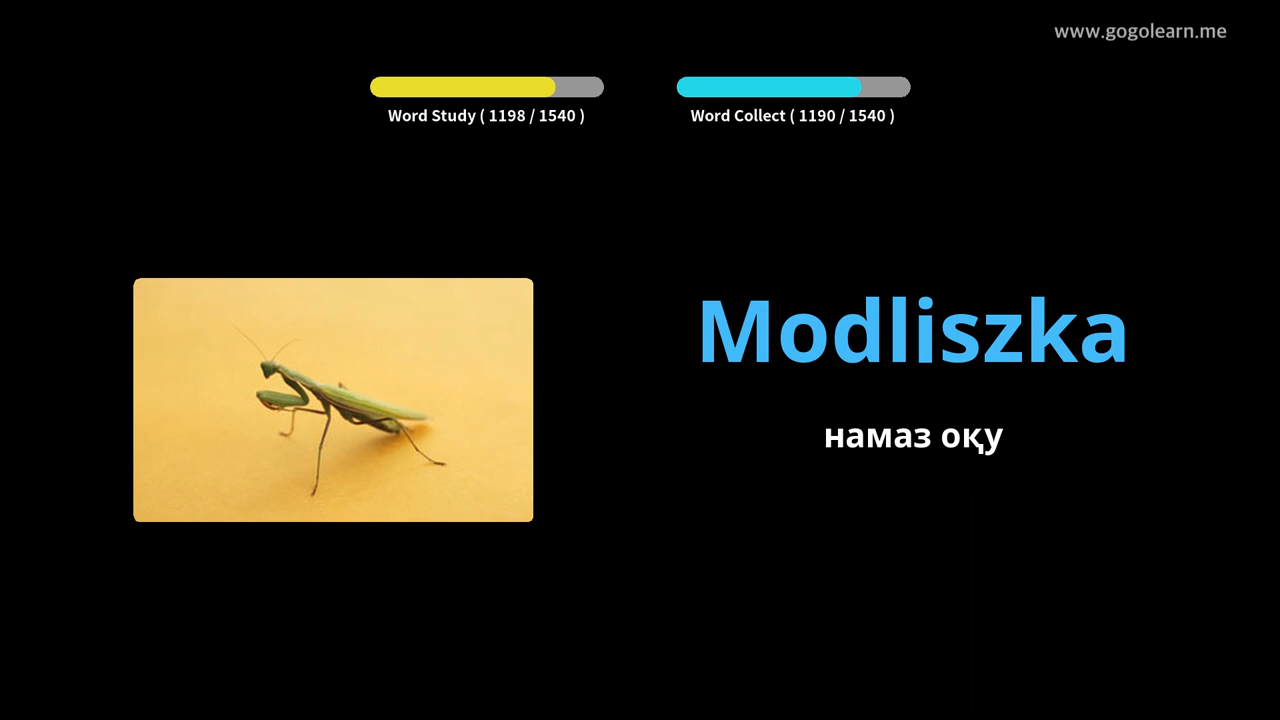 www.gogolearn.me
Word Study ( 1198 / 1540 )
Word Collect ( 1190 / 1540 )
Modliszka
намаз оқу